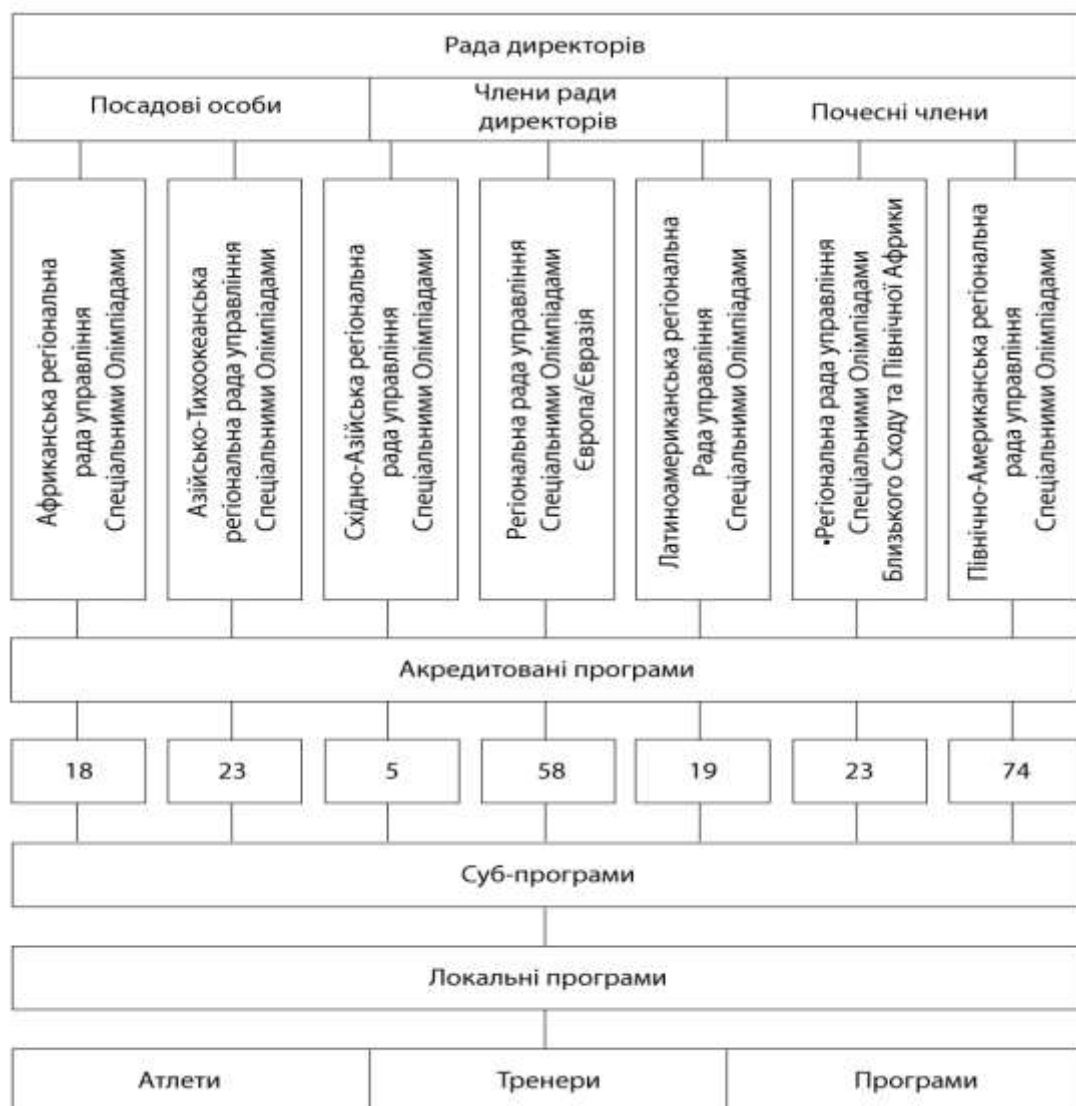 Рада директорів
Посадові особи
Члени ради
директорів
Почесні члени
Африканська регіональна
рада управління
Спеціальними Олімпіадами
Азійсько-Тихоокеанська
регіональна рада управління
Спеціальними Олімпіадами
Східно-Азійська регіональна
рада управління
Спеціальними Олімпіадами
Регіональна рада управління
Спеціальними Олімпіадами
Європа/Євразія
Латиноамериканська регіональна
Рада управління
Спеціальними Олімпіадами
•Регіональна рада управління
Спеціальними Олімпіадами
Близького Сходу та Північної Африки
Північно-Американська регіональна
рада управління
Спеціальними Олімпіадами
Акредитовані програми
18
23
5
58
19
23
74
Суб-програми
Локальні програми
Атлети
Тренери
Програми